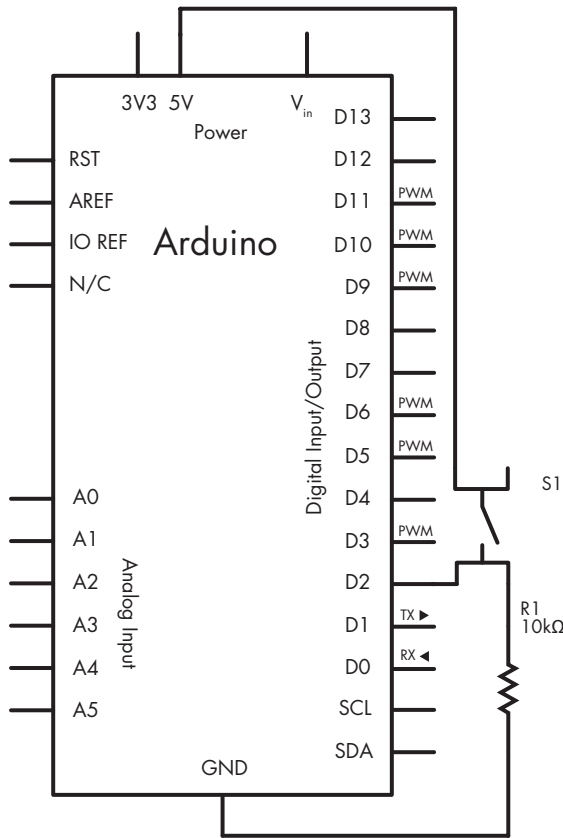 3V3 5V Vin
Power
Arduino
RST
AREF
IO REF
N/C
A0
A1
A2
A3
A4
A5
Analog Input
D13
D12
D11 PWM
D10 PWM
D9 PWM
D8
D7
D6 PWM
D5 PWM
D4
D3 PWM
D2
D1 TX ►
D0 RX ◄
SCL
SDA
Digital Input/Output
GND
S1
R1
10kΩ